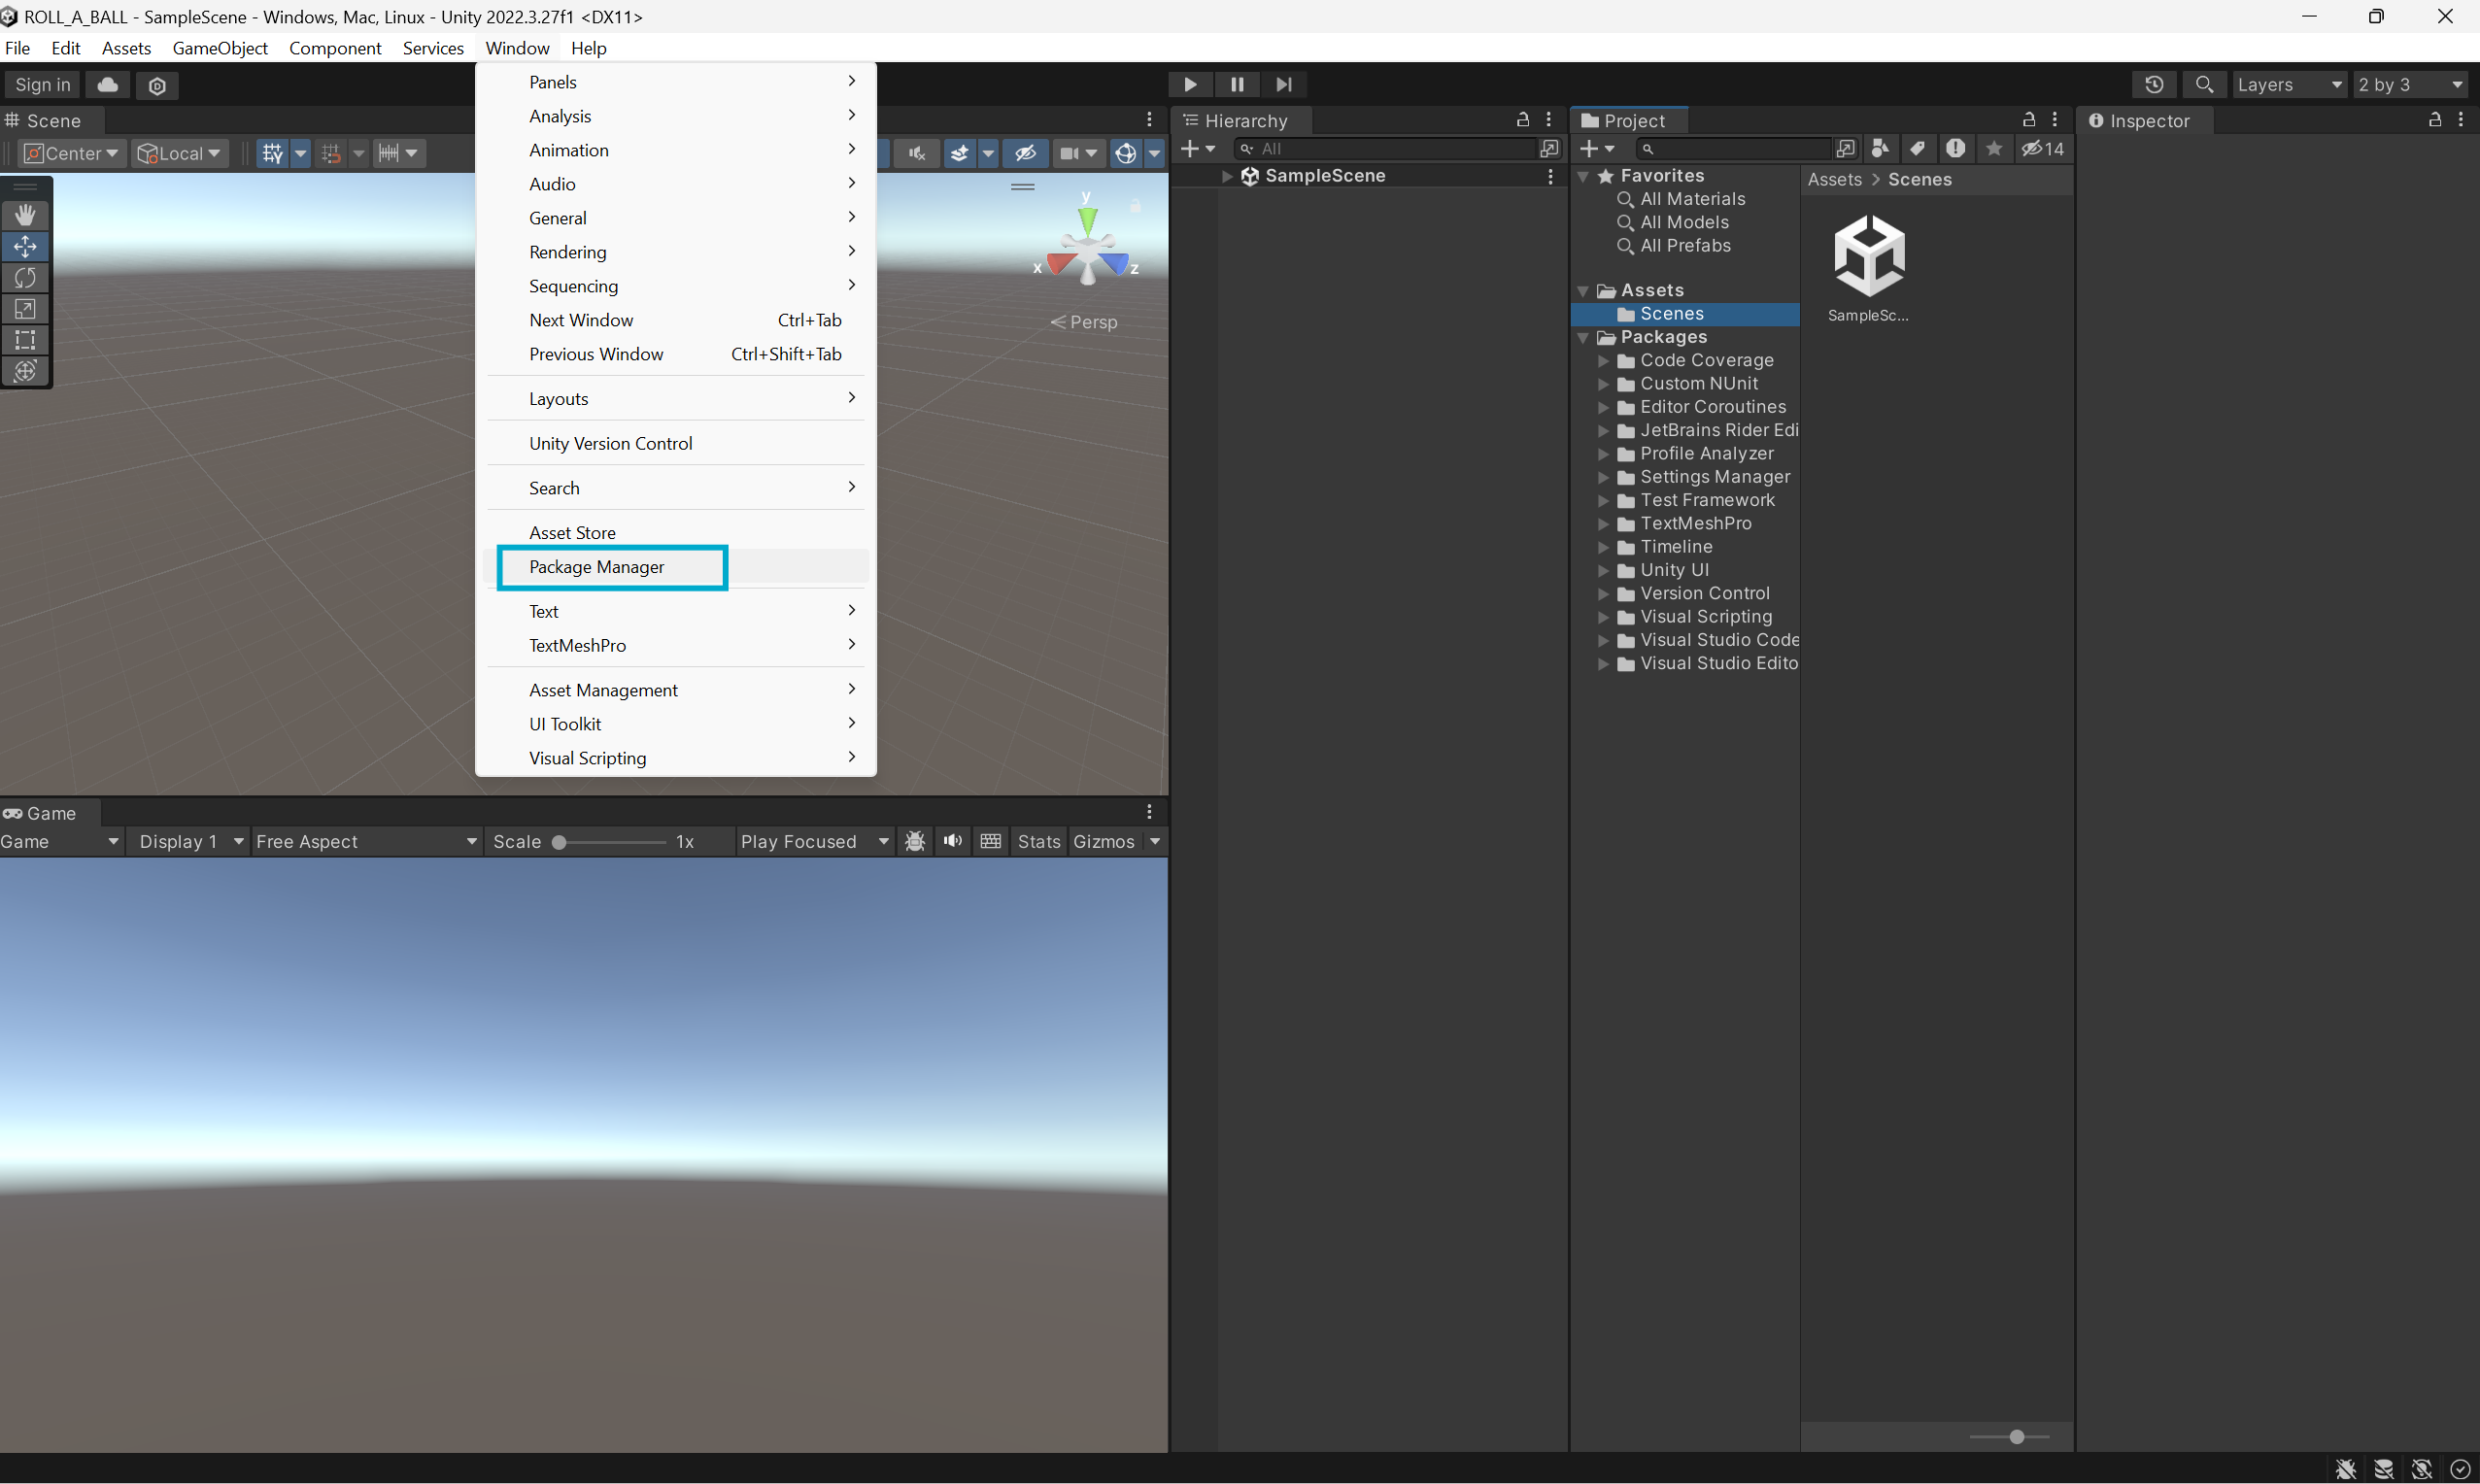 ROLL_A_BALL - SampleScene - Windows, Mac, Linux - Unity 2022.3.27f1 <DX11>
File Edit Assets GameObject Component Services Window Help
Sign in
Layers
2 by 3
Scene
Center
Local
y
x
z
Persp
Panels
Analysis
Animation
Audio
General
Rendering
Sequencing
Next Window Ctrl+Tab
Previous Window Ctrl+Shift+Tab
Layouts
Unity Version Control
Search
Asset Store
Package Manager
Text
TextMeshPro
Asset Management
UI Toolkit
Visual Scripting
Game
Game Display 1 Free Aspect Scale 1x Play Focused Stats Gizmos
Hierarchy
All
SampleScene
Project
14
Favorites
All Materials
All Models
All Prefabs
Assets
Scenes
Packages
Code Coverage
Custom NUnit
Editor Coroutines
JetBrains Rider Edi
Profile Analyzer
Settings Manager
Test Framework
TextMeshPro
Timeline
Unity UI
Version Control
Visual Scripting
Visual Studio Code
Visual Studio Edito
Assets > Scenes
SampleSc...
Inspector